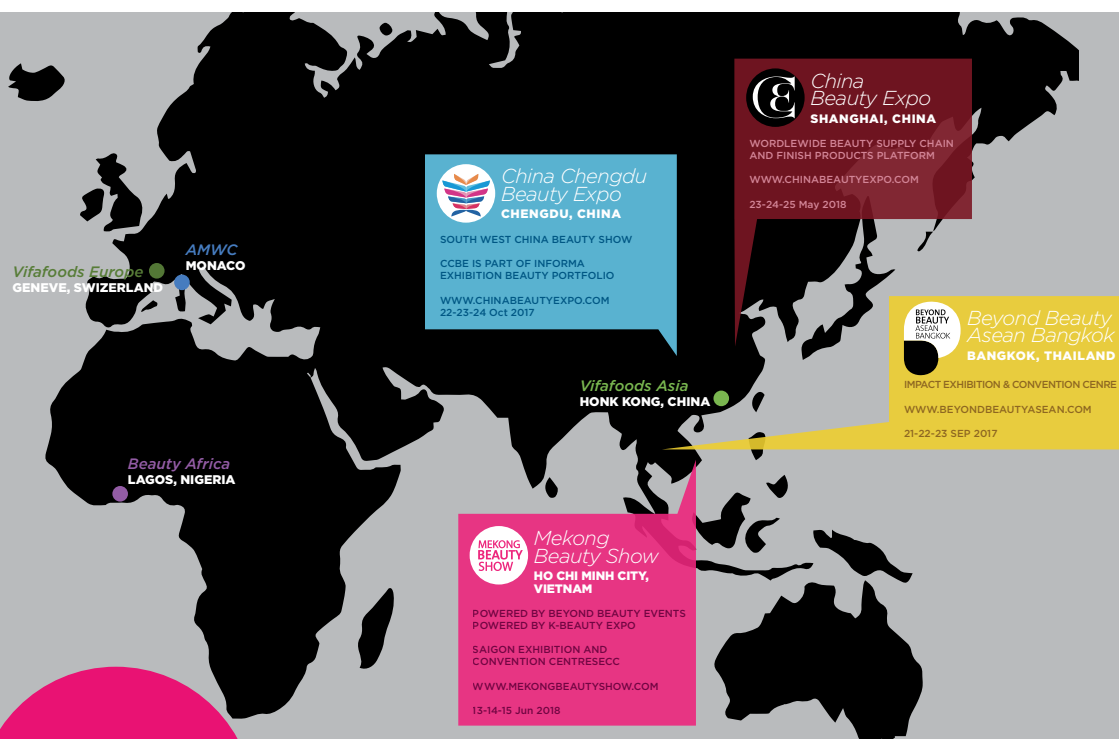 China
Beauty Expo
SHANGHAI, CHINA
WORDLEWIDE BEAUTY SUPPLY CHAIN
AND FINISH PRODUCTS PLATFORM
WWW.CHINABEAUTYEXPO.COM
23-24-25 May 2018
China Chengdu
Beauty Expo
CHENGDU, CHINA
SOUTH WEST CHINA BEAUTY SHOW
CCBE IS PART OF INFORMA
EXHIBITION BEAUTY PORTFOLIO
WWW.CHINABEAUTYEXPO.COM
22-23-24 Oct 2017
AMWC
MONACO
Vifafoods Europe
GENEVE, SWIZERLAND
BEYOND
BEAUTY
ASEAN
BANGKOK
Beyond Beauty
Asean Bangkok
BANGKOK, THAILAND
IMPACT EXHIBITION & CONVENTION CENRE
WWW.BEYONDBEAUTYASEAN.COM
21-22-23 SEP 2017
Vifafoods Asia
HONK KONG, CHINA
Beauty Africa
LAGOS, NIGERIA
MEKONG
BEAUTY
SHOW
Mekong
Beauty Show
HO CHI MINH CITY,
VIETNAM
POWERED BY BEYOND BEAUTY EVENTS
POWERED BY K-BEAUTY EXPO
SAIGON EXHIBITION AND
CONVENTION CENTRESECC
WWW.MEKONGBEAUTYSHOW.COM
13-14-15 Jun 2018